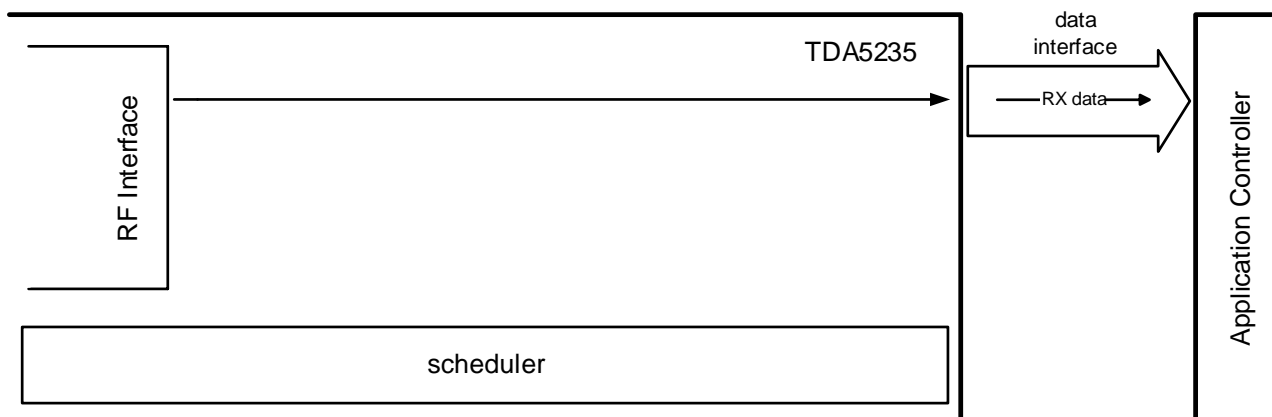 data
interface
TDA5235
RX data
RF Interface
Application Controller
scheduler